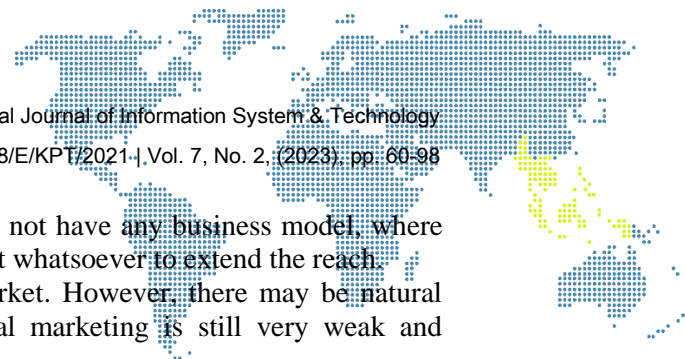 al Journal of Information System & Technology
8/E/KPT/2021 | Vol. 7, No. 2, (2023), pp. 60-98
not have any business model, where
t whatsoever to extend the reach.
rket. However, there may be natural
al marketing is still very weak and